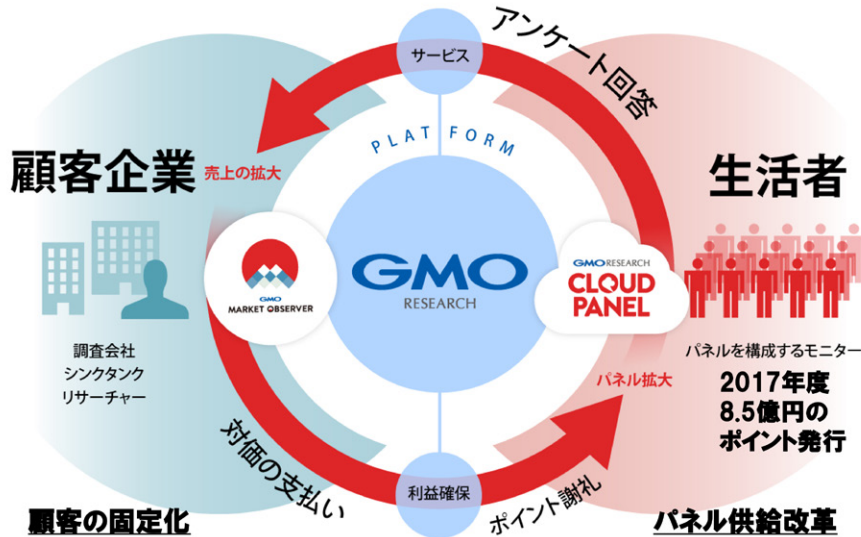 サービス
アンケート回答
PLATFORM
顧客企業
売上の拡大
生活者
GMO
MARKET OBSERVER
GMO
RESEARCH
GMO RESEARCH
CLOUD
PANEL
調査会社
シンクタンク
リサーチャー
パネルを構成するモニター
2017年度
8.5億円の
ポイント発行
パネル拡大
対価の支払い
利益確保
ポイント謝礼
顧客の固定化
パネル供給改革